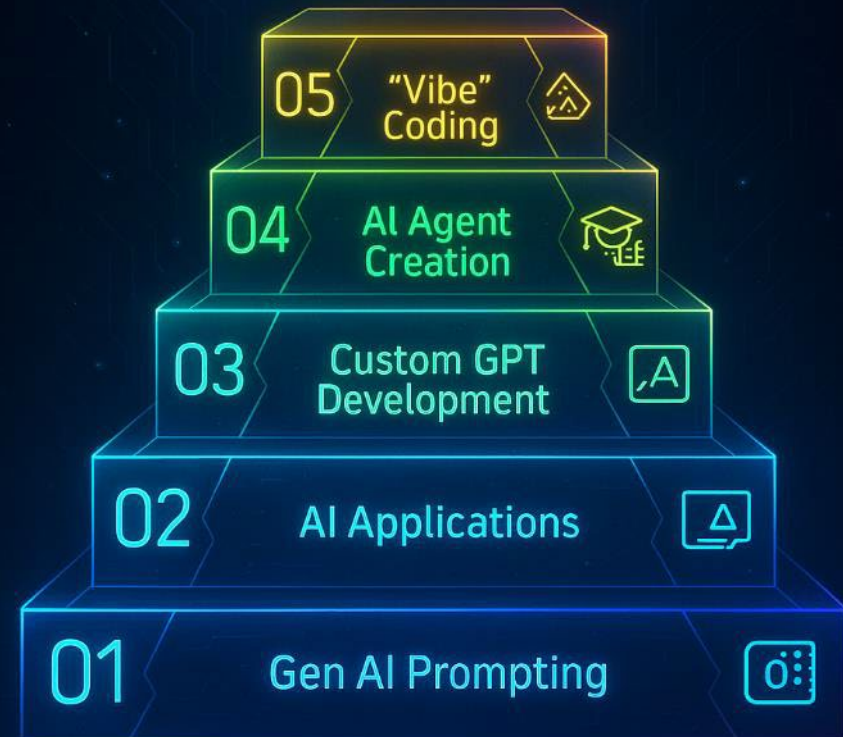 05
“Vibe”
Coding
04
AI Agent
Creation
03
Custom GPT
Development
,A
02
AI Applications
01
Gen AI Prompting